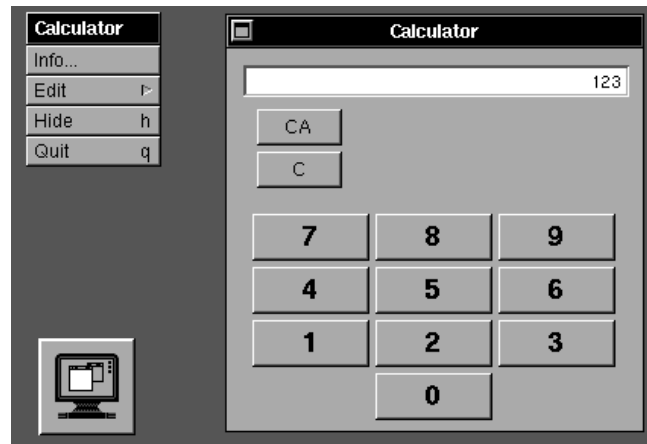 Calculator
Info...
Edit
Hide h
Quit q
Calculator
123
CA
C
7 8 9
4 5 6
1 2 3
0